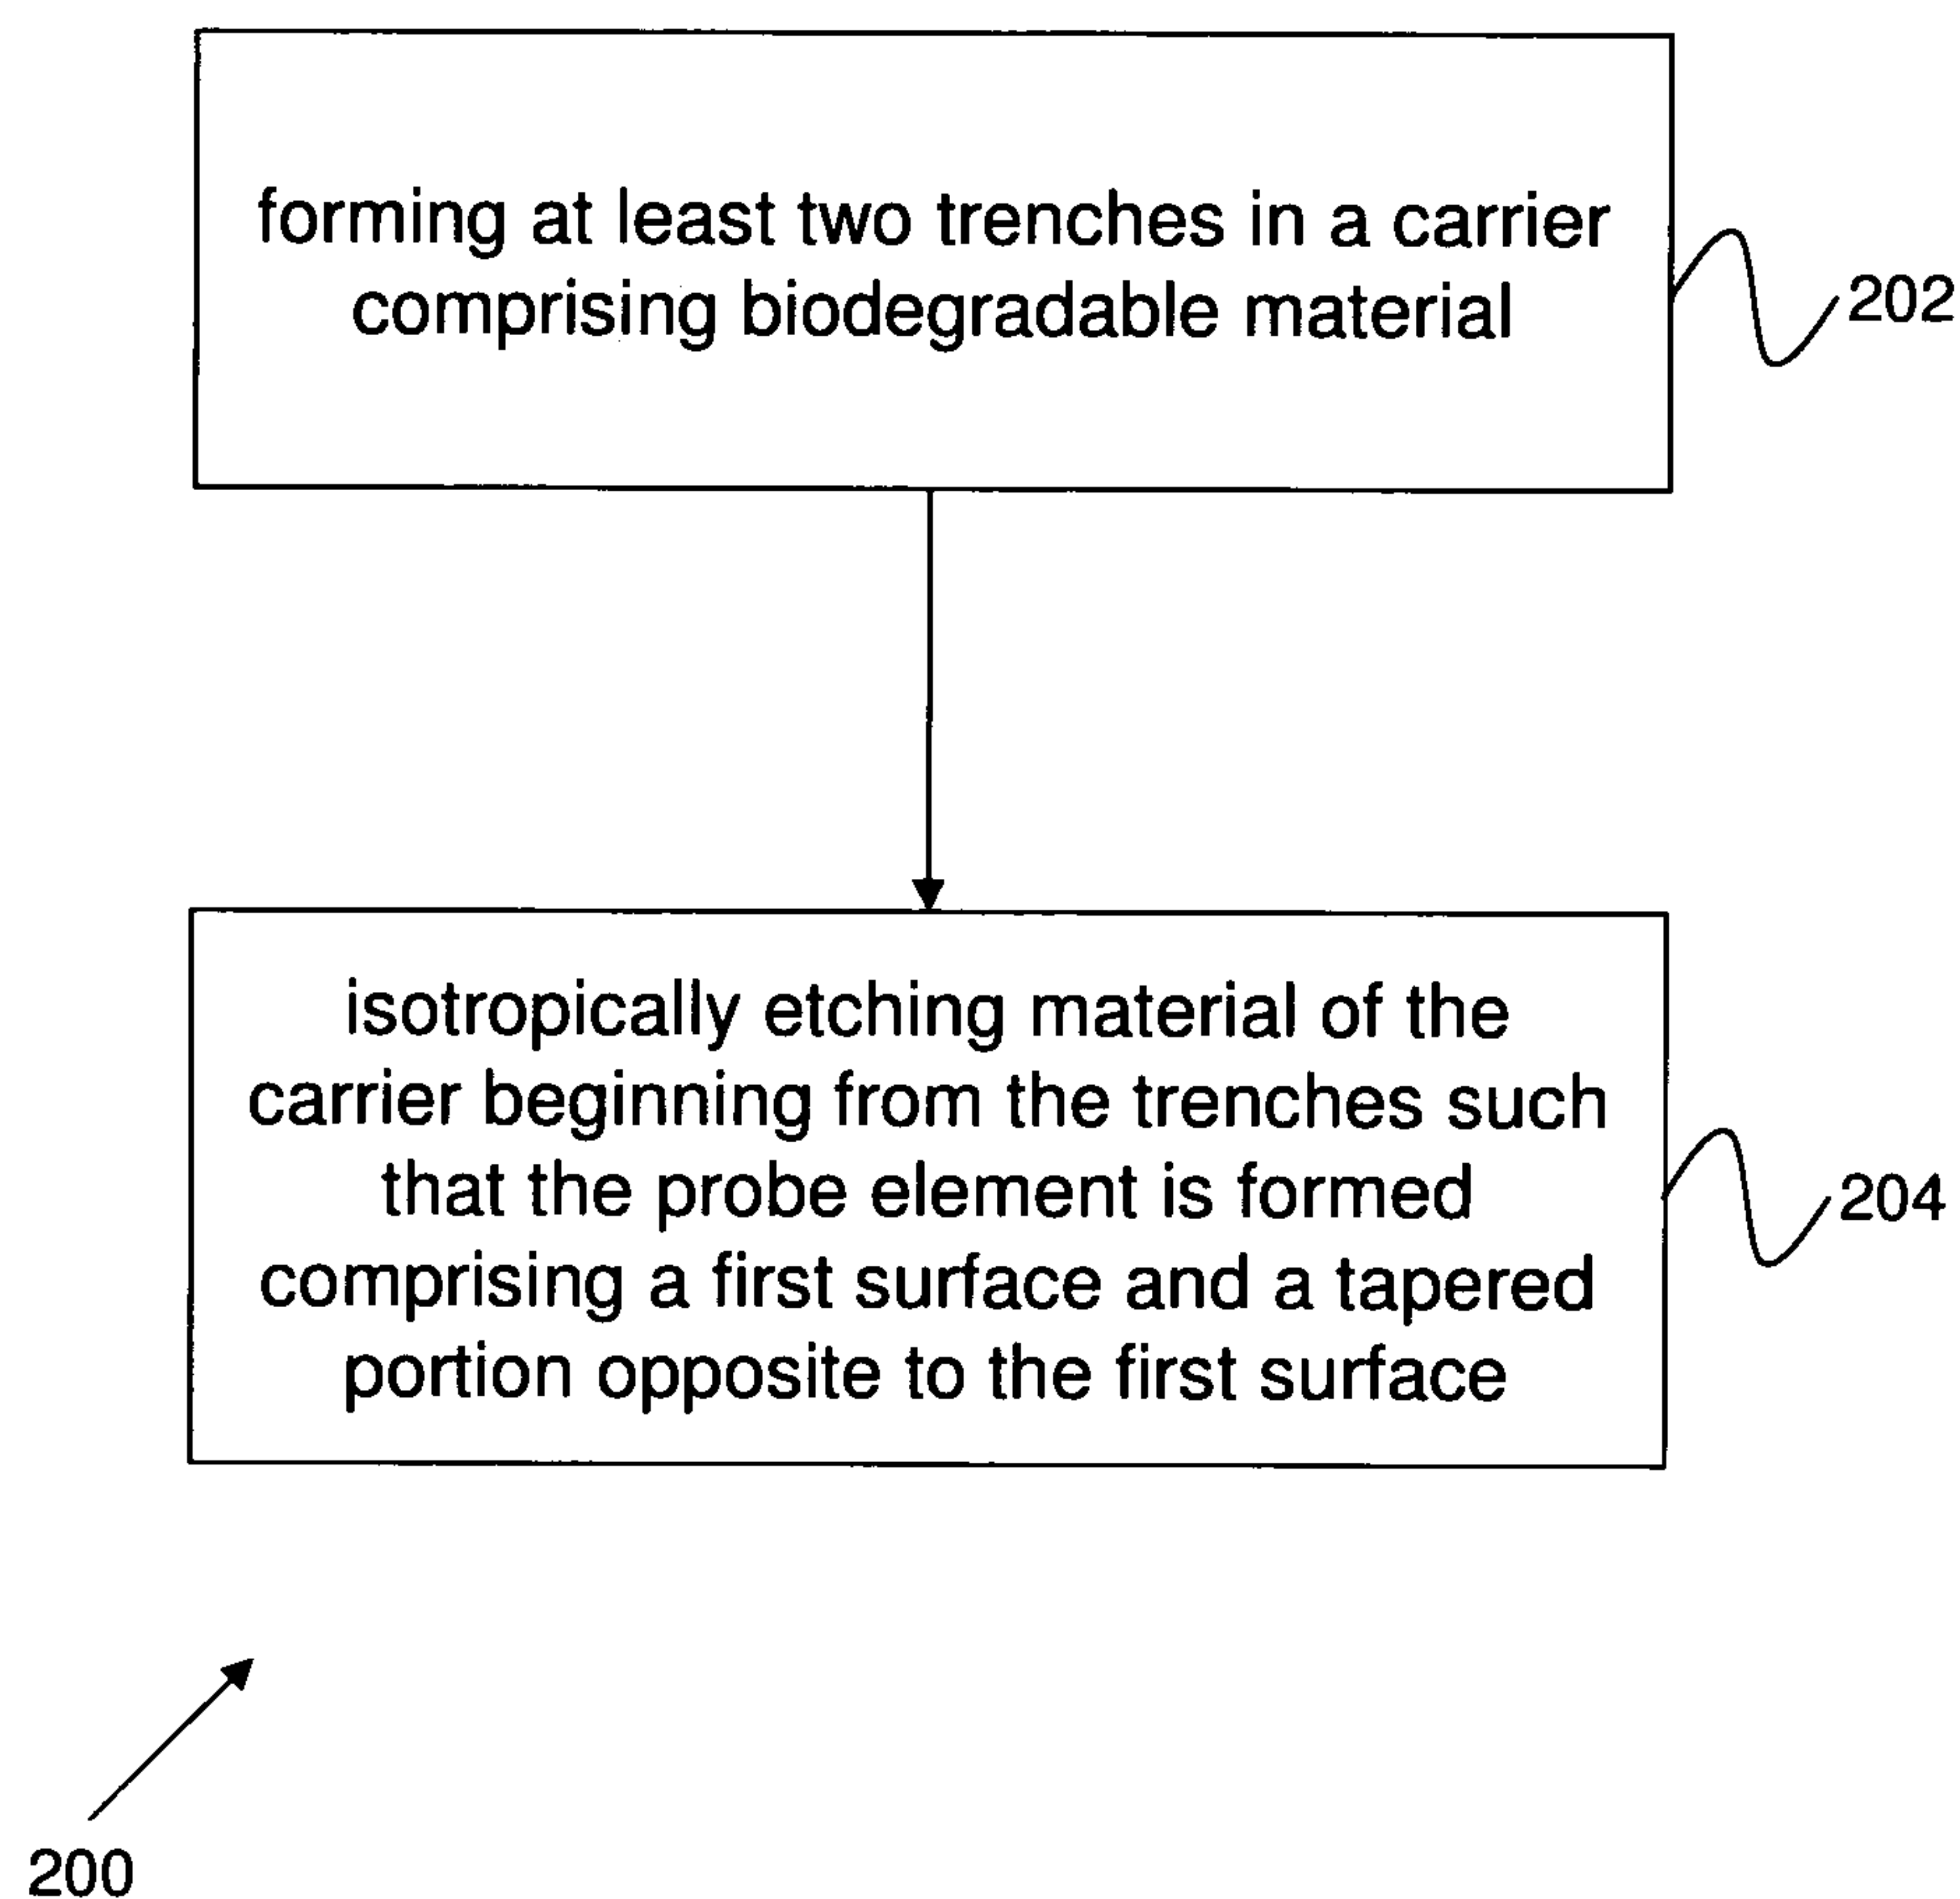 forming at least two trenches in a carrier
comprising biodegradable material
202
isotropically etching material of the
carrier beginning from the trenches such
that the probe element is formed
comprising a first surface and a tapered
portion opposite to the first surface
204
200